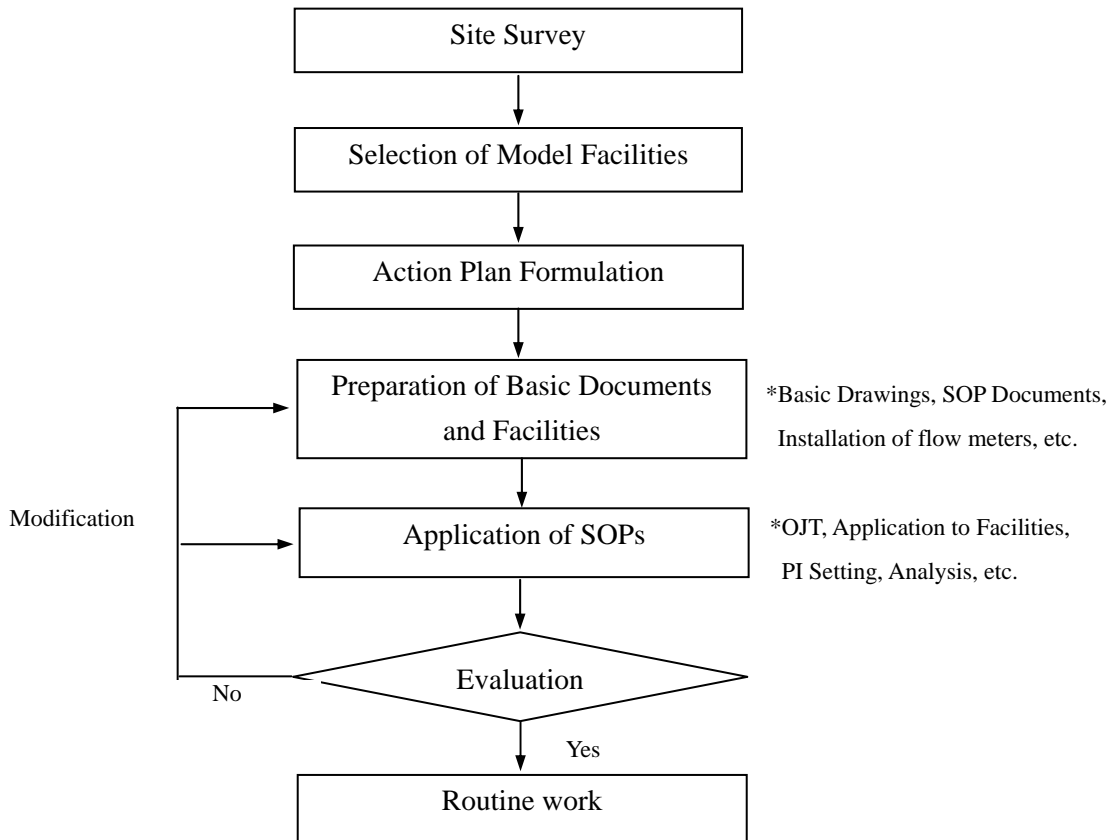 Site Survey
Selection of Model Facilities
Action Plan Formulation
Preparation of Basic Documents
and Facilities
*Basic Drawings, SOP Documents,
Installation of flow meters, etc.
Modification
Application of SOPs
*OJT, Application to Facilities,
PI Setting, Analysis, etc.
Evaluation
No
Yes
Routine work